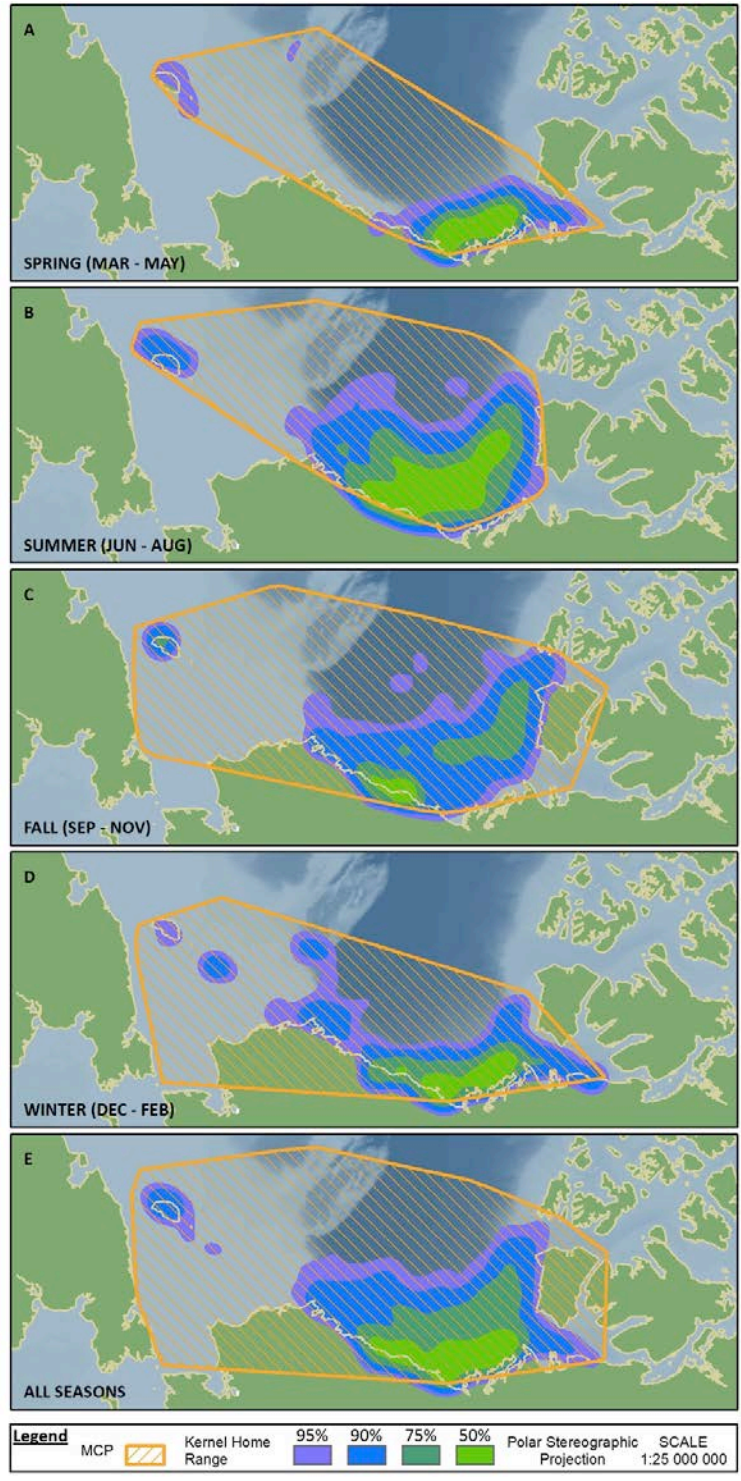 A
SPRING (MAR - MAY)
B
SUMMER (JUN - AUG)
C
FALL (SEP - NOV)
D
WINTER (DEC - FEB)
E
ALL SEASONS
Legend
MCP
Kernel Home
Range
95% 90% 75% 50%
Polar Stereographic
Projection
SCALE
1:25 000 000